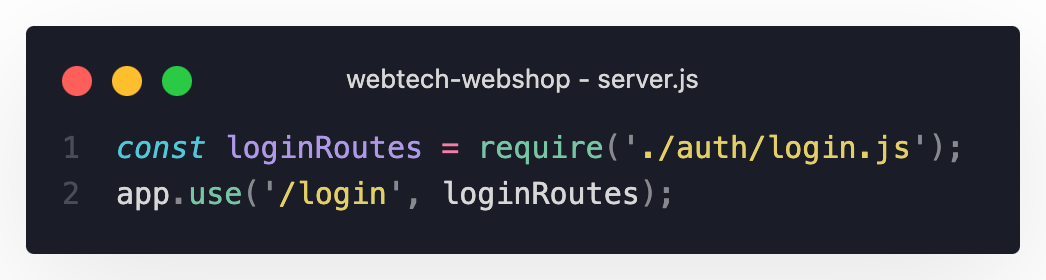 webtech-webshop - server.js
1 const loginRoutes = require('./auth/login.js');
2 app.use('/login', loginRoutes);